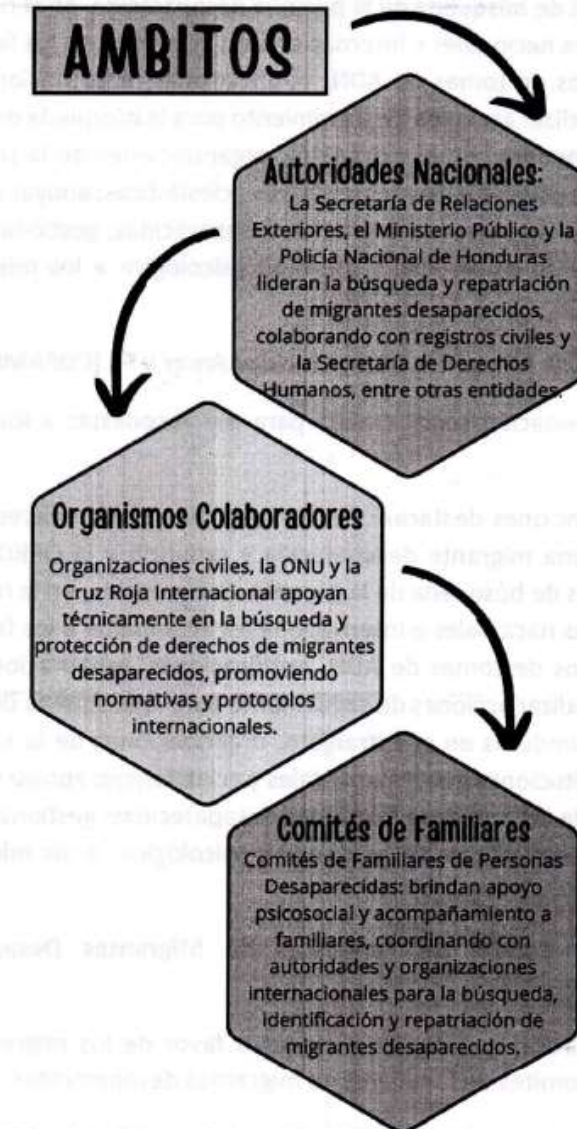 AMBITOS
Autoridades Nacionales:
La Secretaría de Relaciones
Exteriores, el Ministerio Público y la
Policía Nacional de Honduras
lideran la búsqueda y repatriación
de migrantes desaparecidos,
colaborando con registros civiles y
la Secretaría de Derechos
Humanos, entre otras entidades.
Organismos Colaboradores
Organizaciones civiles, la ONU y la
Cruz Roja Internacional apoyan
técnicamente en la búsqueda y
protección de derechos de migrantes
desaparecidos, promoviendo
normativas y protocolos
internacionales.
Comités de Familiares
Comités de Familiares de Personas
Desaparecidas: brindan apoyo
psicosocial y acompañamiento a
familiares, coordinando con
autoridades y organizaciones
internacionales para la búsqueda,
identificación y repatriación de
migrantes desaparecidos.